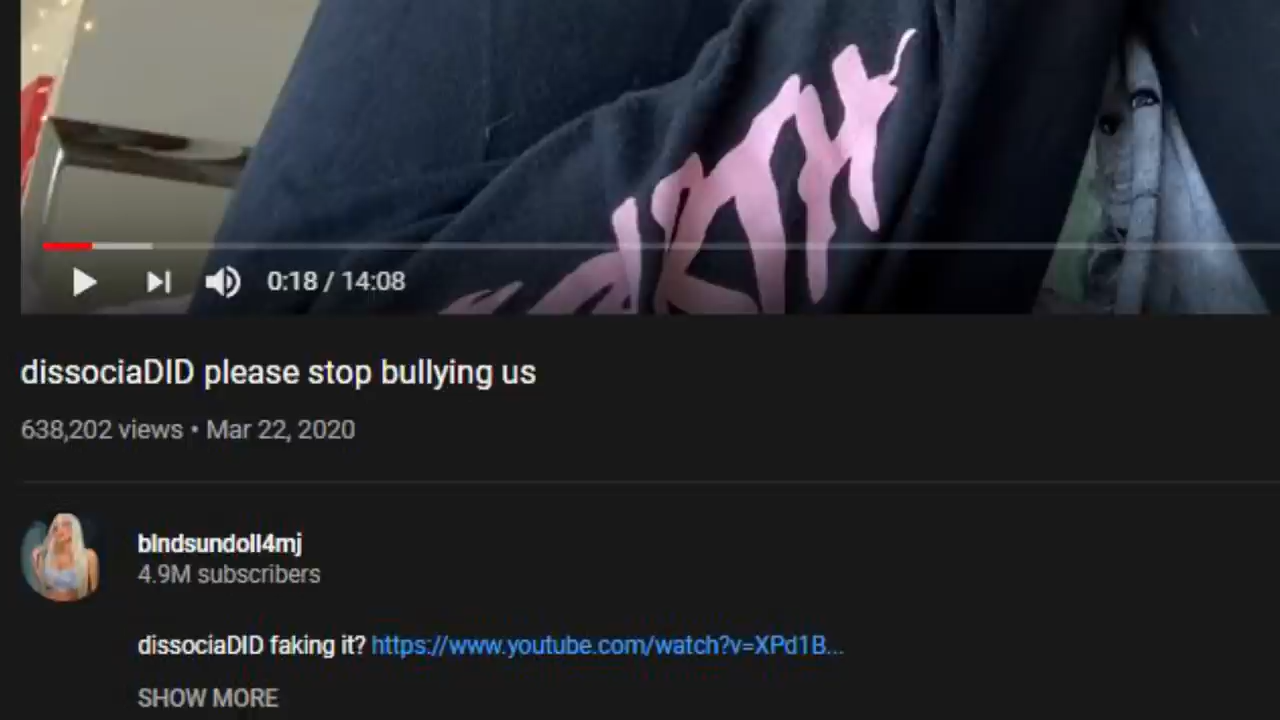 0:18 / 14:08
dissociaDID please stop bullying us
638,202 views • Mar 22, 2020
blndsundoll4mj
4.9M subscribers
dissociaDID faking it? https://www.youtube.com/watch?v=XPd1B...
SHOW MORE